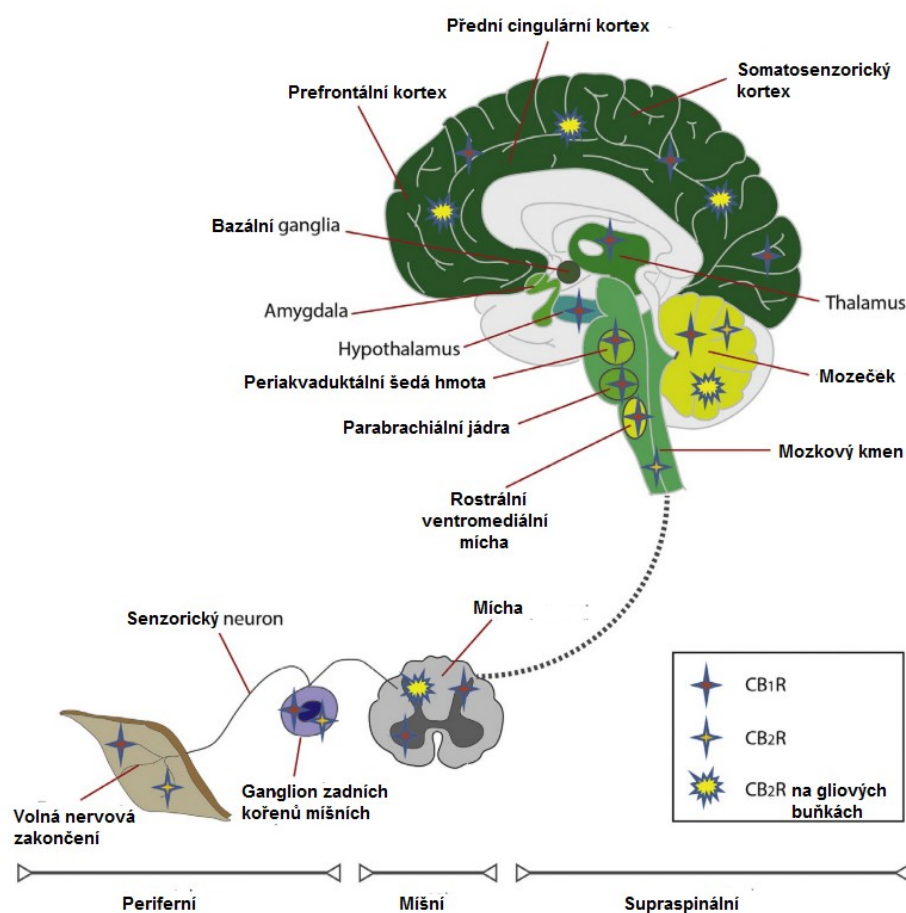 Přední cingulární kortex
Somatosenzorický
kortex
Prefrontální kortex
Bazální ganglia
Amygdala
Thalamus
Hypothalamus
Periakvaduktální šedá hmota
Mozeček
Parabrachiální jádra
Mozkový kmen
Rostrální
ventromediální
mícha
Senzorický neuron
Mícha
CB1R
CB2R
CB2R na gliových
buňkách
Volná nervová
zakončení
Ganglion zadních
kořenů míšních
Periferní
Míšní
Supraspinální